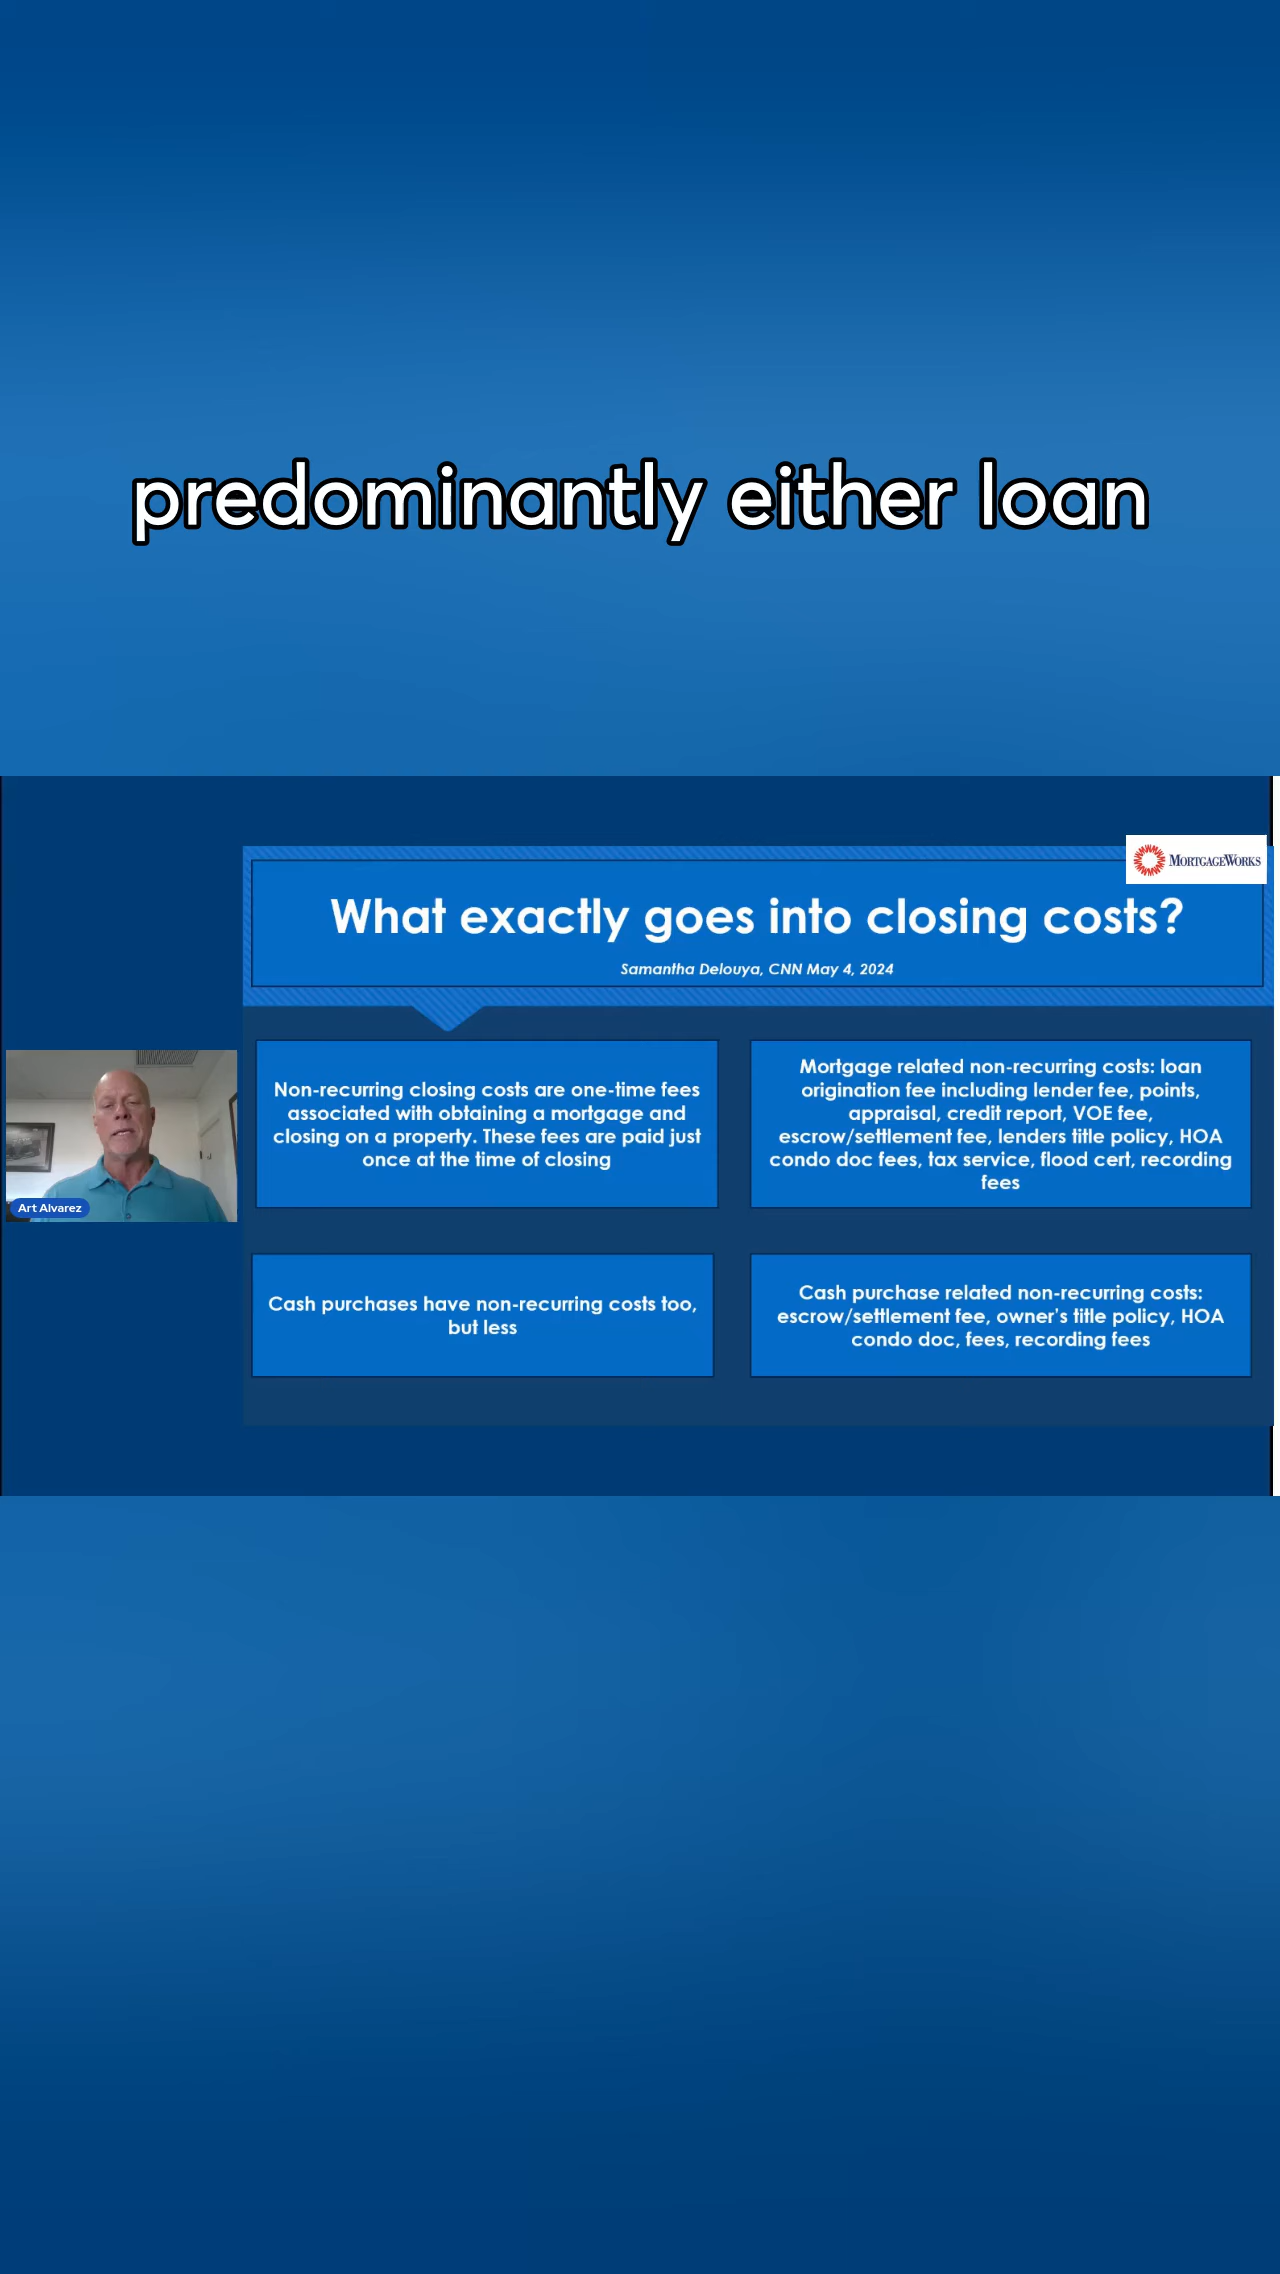 predominantly either loan
MORTGAGEWORKS
What exactly goes into closing costs?
Samantha Delouya, CNN May 4, 2024
Non-recurring closing costs are one-time fees
associated with obtaining a mortgage and
closing on a property. These fees are paid just
once at the time of closing
Mortgage related non-recurring costs: loan
origination fee including lender fee, points,
appraisal, credit report, VOE fee,
escrow/settlement fee, lenders title policy, HOA
condo doc fees, tax service, flood cert, recording
fees
Art Alvarez
Cash purchases have non-recurring costs too,
but less
Cash purchase related non-recurring costs:
escrow/settlement fee, owner's title policy, HOA
condo doc, fees, recording fees